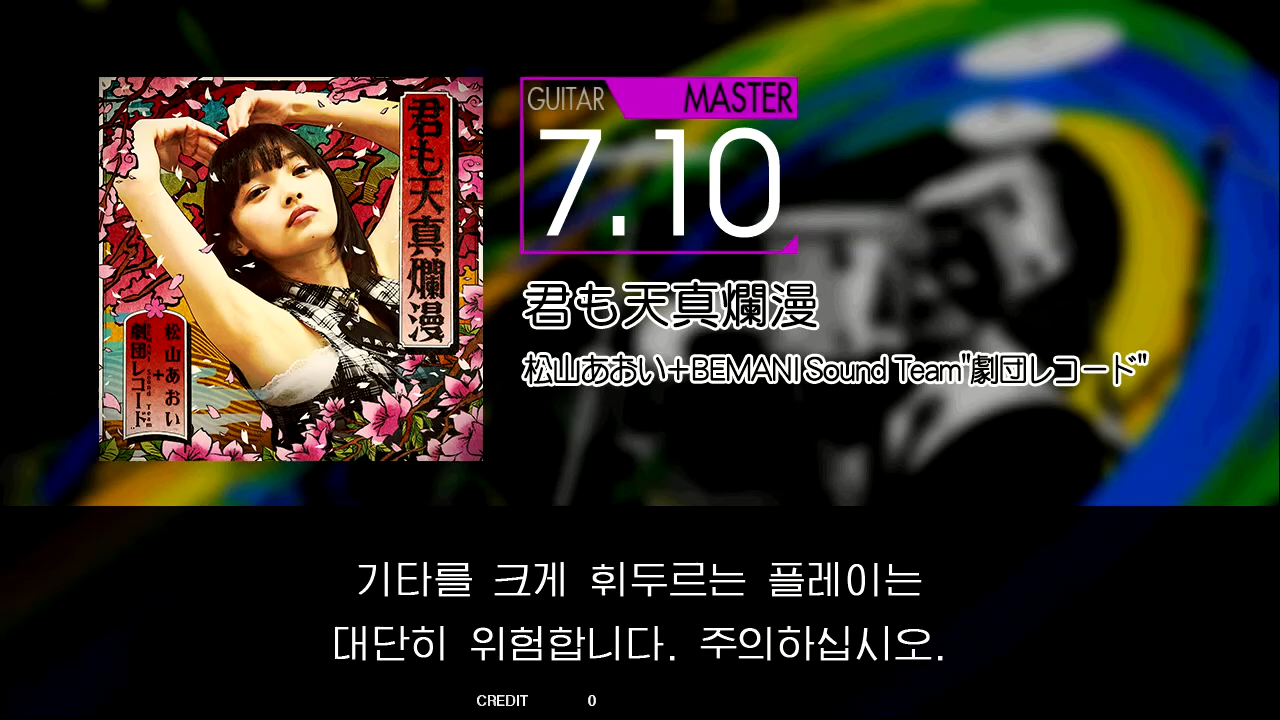 君も天真爛漫
松山あおい
+
劇団レコード
GUITAR MASTER
7.10
君も天真爛漫
松山あおい+BEMANI Sound Team"劇団レコード"
기타를 크게 휘두르는 플레이는
대단히 위험합니다. 주의하십시오.
CREDIT 0